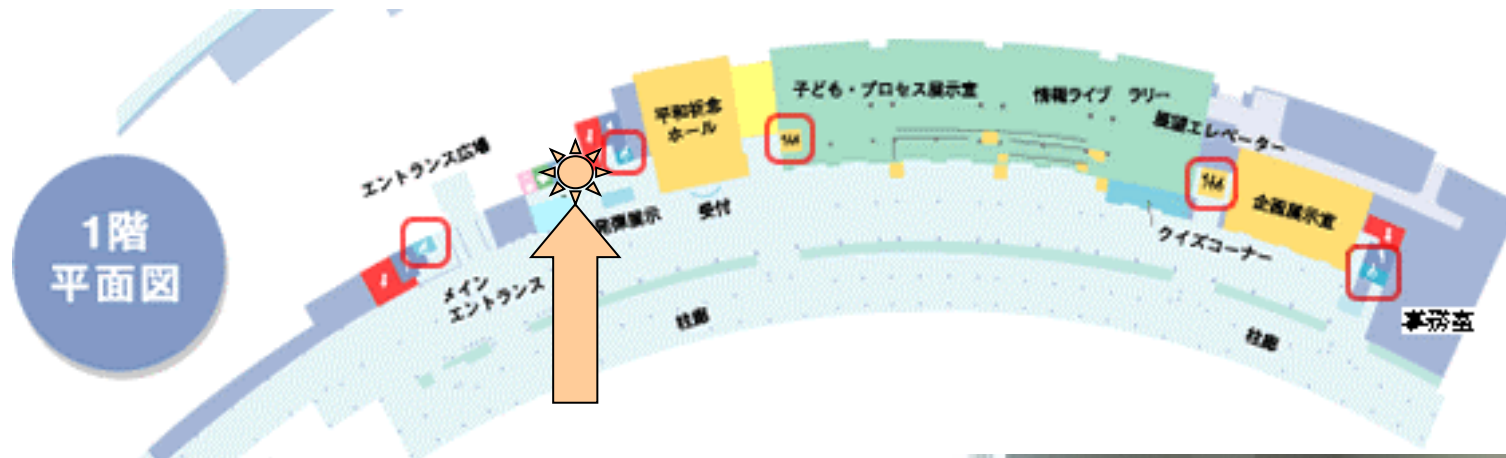 1階
平面図
エントランス広場
メイン
エントランス
平和祈念
ホール
受付
子ども・プロセス展示室
情報ライブ ラリー
展望エレベーター
企画展示室
クイズコーナー
柱廊
柱廊
事務室